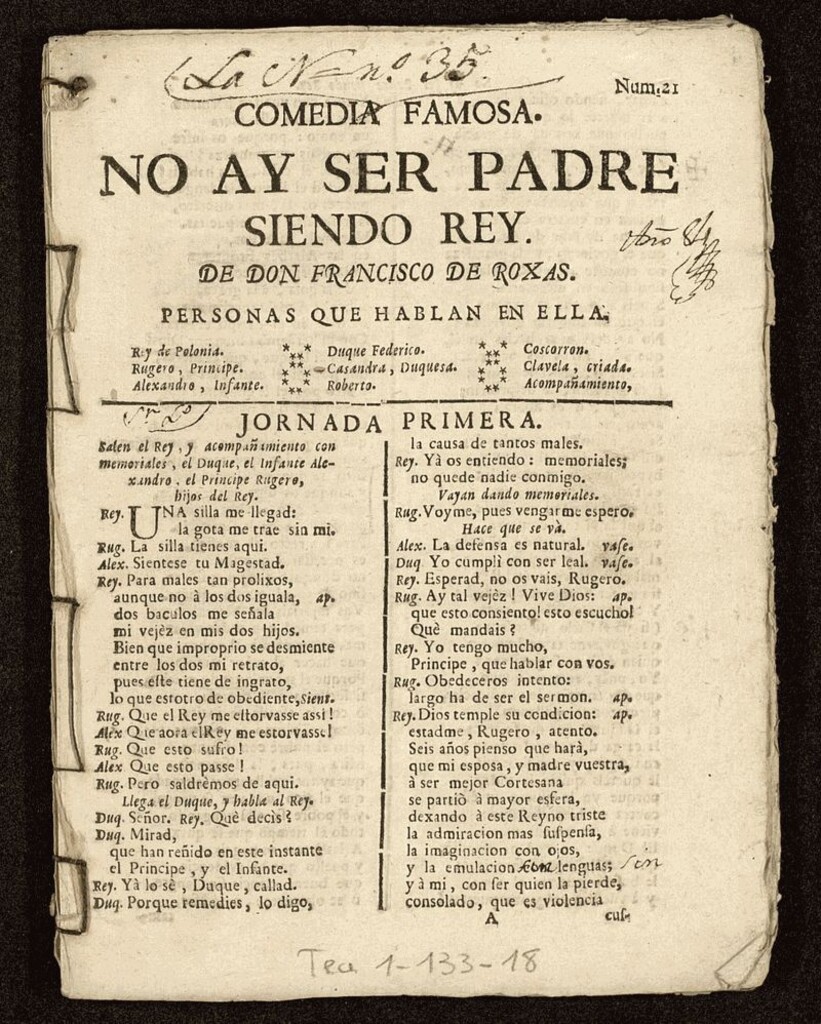 La N nº 35.
Num.21
COMEDIA FAMOSA.
NO AY SER PADRE
SIENDO REY.
Año
DE DON FRANCISCO DE ROXAS.
PERSONAS QUE HABLAN EN ELLA.
Rey de Polonia.
Rugero, Principe.
Alexandro, Infante.
Duque Federico.
Casandra, Duquesa.
Roberto.
Coscorron.
Clavela, criada.
Acompañamiento,
JORNADA PRIMERA.
Salen el Rey, y acompañamiento con
memoriales, el Duque, el Infante Ale-
xandro, el Principe Rugero,
hijos del Rey.
Rey. UNA silla me llegad:
la gota me trae sin mi.
Rug. La silla tienes aqui.
Alex. Sientese tu Magestad.
Rey. Para males tan prolixos,
aunque no à los dos iguala, ap.
dos baculos me señala
mi vejèz en mis dos hijos.
Bien que improprio se desmiente
entre los dos mi retrato,
pues este tiene de ingrato,
lo que estotro de obediente, Sient.
Rug. Que el Rey me estorvasse assi!
Alex Que aora el Rey me estorvasse!
Rug. Que esto sufro!
Alex Que esto passe!
Rug. Pero saldrèmos de aqui.
Llega el Duque, y habla al Rey.
Duq. Señor. Rey. Què decis?
Duq. Mirad,
que han reñido en este instante
el Principe, y el Infante.
Rey. Yà lo sè, Duque, callad.
Duq. Porque remedies, lo digo,
la causa de tantos males.
Rey. Yà os entiendo: memoriales;
no quede nadie conmigo.
Vayan dando memoriales.
Rug. Voyme, pues vengarme espero.
Hace que se và.
Alex. La defensa es natural. vase.
Duq Yo cumplì con ser leal. vase.
Rey. Esperad, no os vais, Rugero.
Rug. Ay tal vejèz! Vive Dios: ap.
que esto consiento! esto escucho!
Què mandais?
Rey. Yo tengo mucho,
Principe, que hablar con vos.
Rug. Obedeceros intento:
largo ha de ser el sermon. ap.
Rey. Dios temple su condicion: ap.
estadme, Rugero, atento.
Seis años pienso que harà,
que mi esposa, y madre vuestra,
à ser mejor Cortesana
se partiò à mayor esfera,
dexando à este Reyno triste
la admiracion mas suspensa,
la imaginacion con ojos,
y la emulacion con lenguas; sin
y à mi, con ser quien la pierde,
consolado, que es violencia
A
cus-
Tea 1-133-18